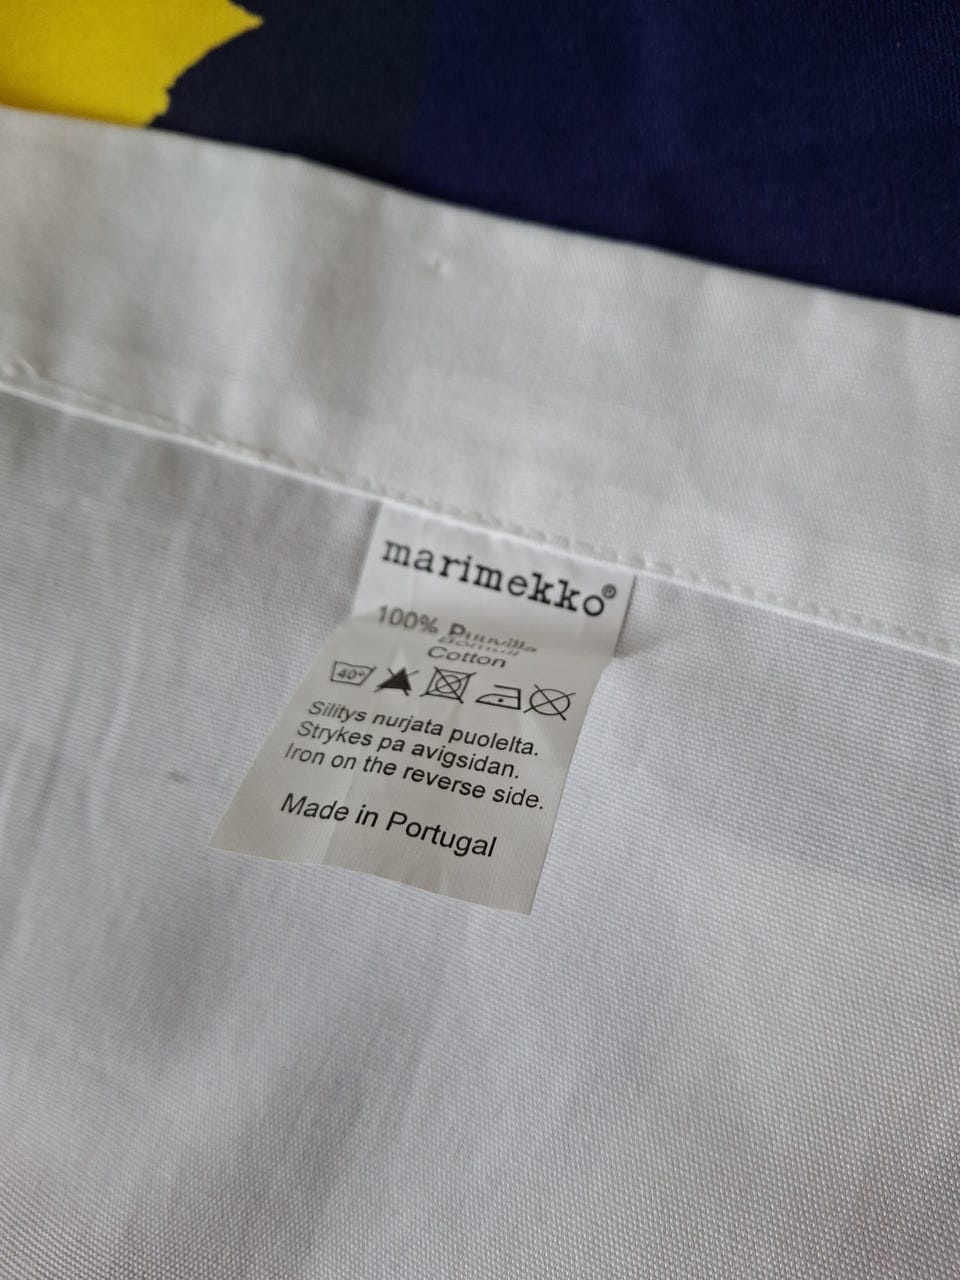 marimekko®
100% Puuvilla
Bomull
Cotton
40°
Silitys nurjata puolelta.
Strykes pa avigsidan.
Iron on the reverse side.
Made in Portugal